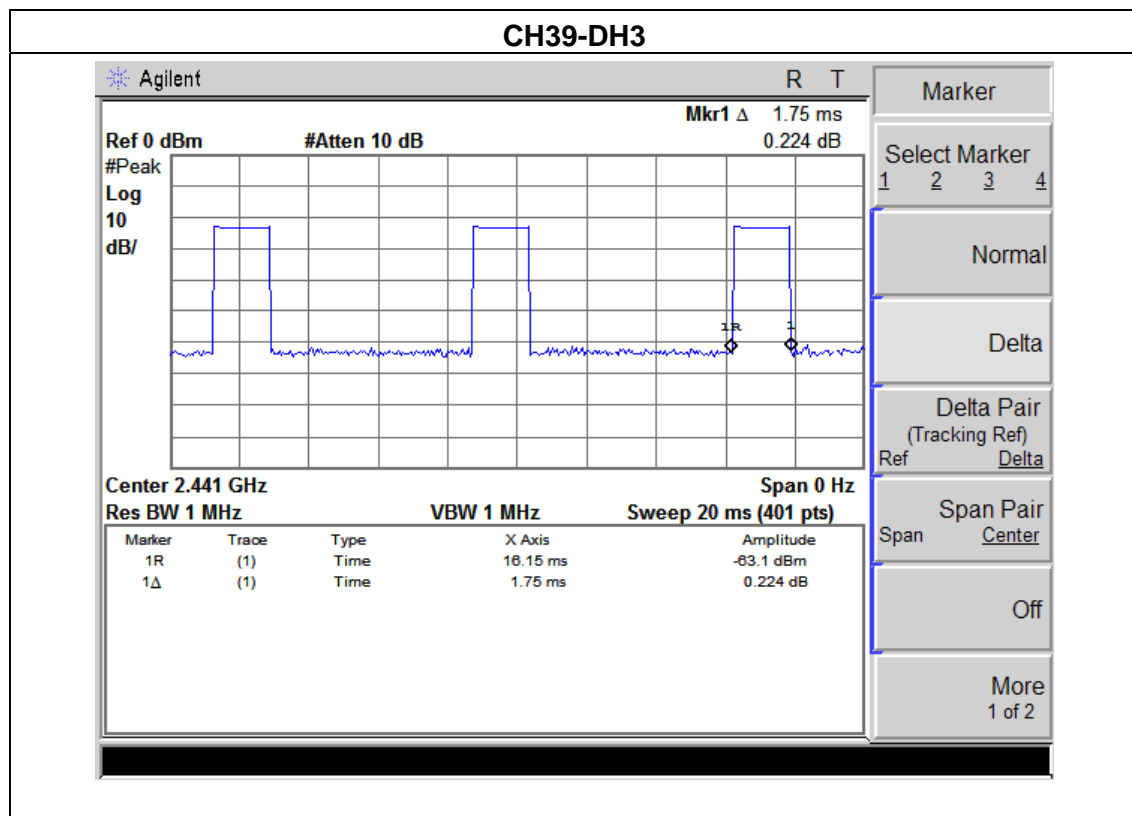 CH39-DH3
Agilent R T
Mkr1 Δ 1.75 ms
Ref 0 dBm #Atten 10 dB 0.224 dB
#Peak
Log
10
dB/
1R 1
Center 2.441 GHz Span 0 Hz
Res BW 1 MHz VBW 1 MHz Sweep 20 ms (401 pts)
Marker Trace Type X Axis Amplitude
1R (1) Time 16.15 ms -63.1 dBm
1Δ (1) Time 1.75 ms 0.224 dB
Marker
Select Marker
1 2 3 4
Normal
Delta
Delta Pair
(Tracking Ref)
Ref Delta
Span Pair
Span Center
Off
More
1 of 2